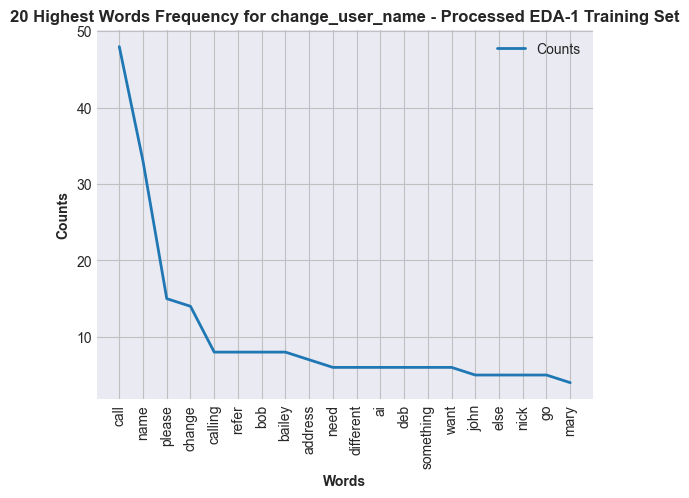 20 Highest Words Frequency for change_user_name - Processed EDA-1 Training Set
Counts
50
40
30
20
10
Counts
call
name
please
change
calling
refer
bob
bailey
address
need
different
ai
deb
something
want
john
else
nick
go
mary
Words